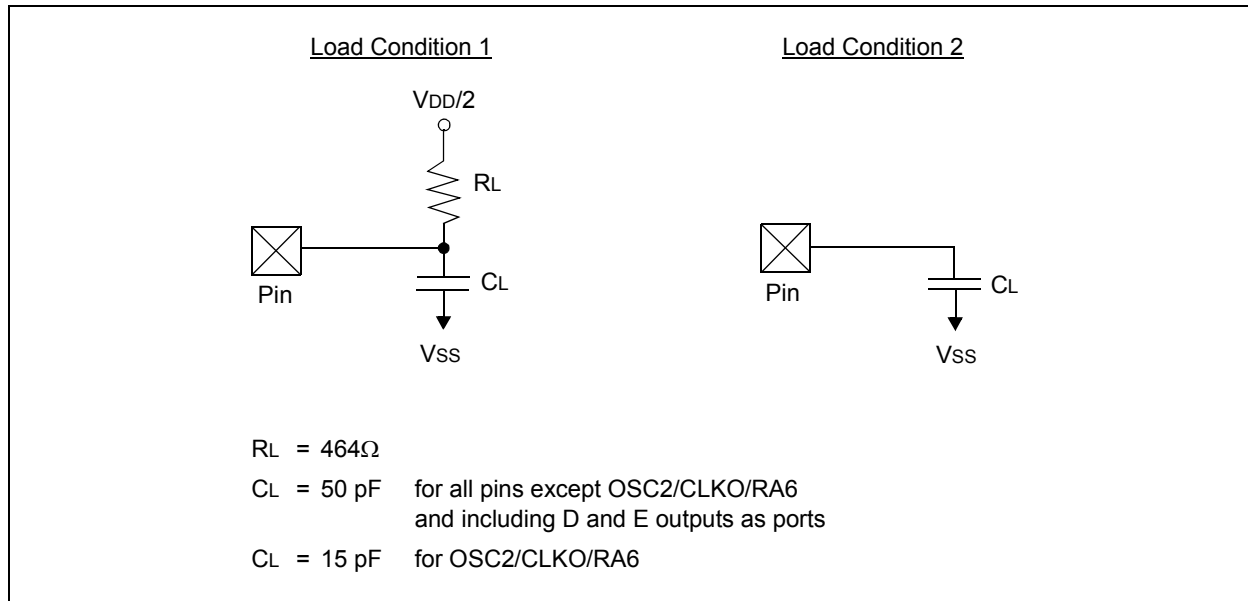 Load Condition 1
Load Condition 2
VDD/2
RL
Pin
CL
VSS
Pin
CL
VSS
RL = 464Ω
CL = 50 pF for all pins except OSC2/CLKO/RA6
and including D and E outputs as ports
CL = 15 pF for OSC2/CLKO/RA6